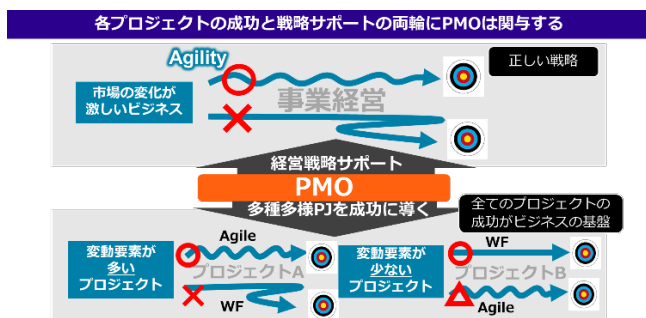 各プロジェクトの成功と戦略サポートの両輪にPMOは関与する
Agility
正しい戦略
市場の変化が
激しいビジネス
事業経営
経営戦略サポート
PMO
多種多様PJを成功に導く
全てのプロジェクトの
成功がビジネスの基盤
変動要素が
多い
プロジェクト
Agile
プロジェクトA
WF
変動要素が
少ない
プロジェクト
WF
プロジェクトB
Agile